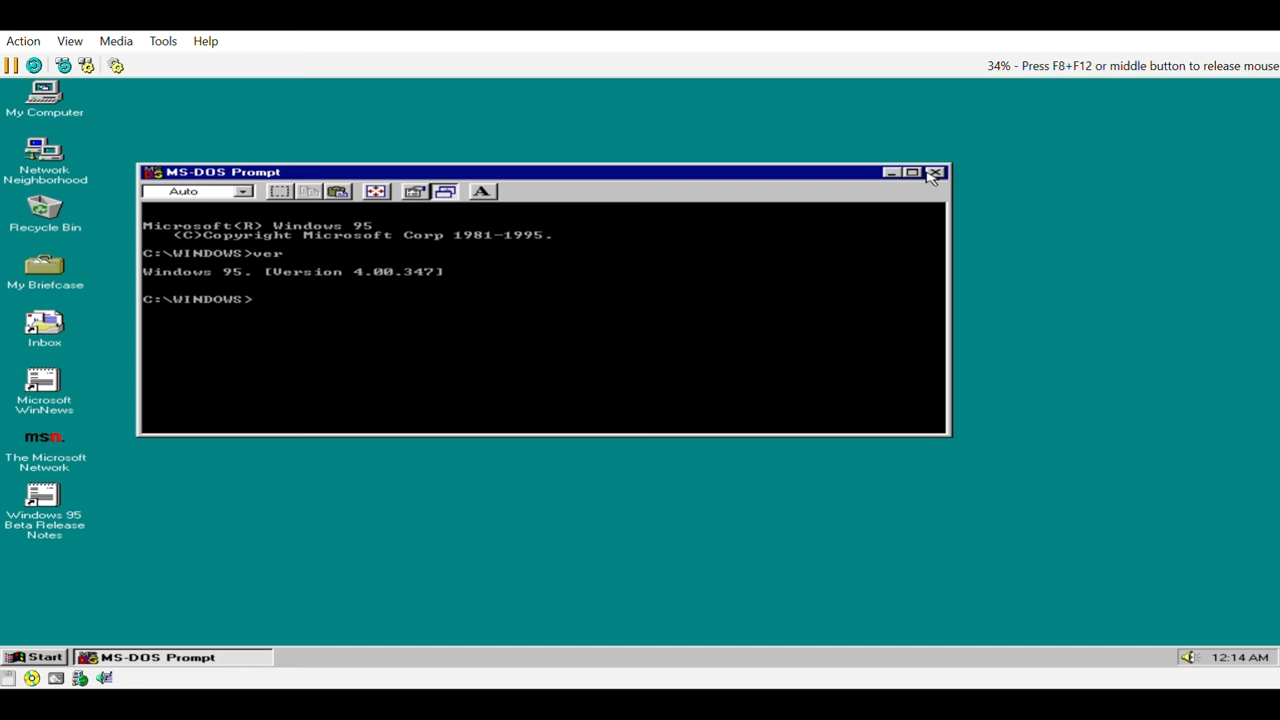 Action View Media Tools Help
34% - Press F8+F12 or middle button to release mouse
My Computer
Network
Neighborhood
Recycle Bin
My Briefcase
Inbox
Microsoft
WinNews
msn.
The Microsoft
Network
Windows 95
Beta Release
Notes
MS-DOS Prompt
Auto
A
Microsoft(R) Windows 95
(C)Copyright Microsoft Corp 1981-1995.
C:\WINDOWS>ver
Windows 95. [Version 4.00.347]
C:\WINDOWS>
Start MS-DOS Prompt 12:14 AM